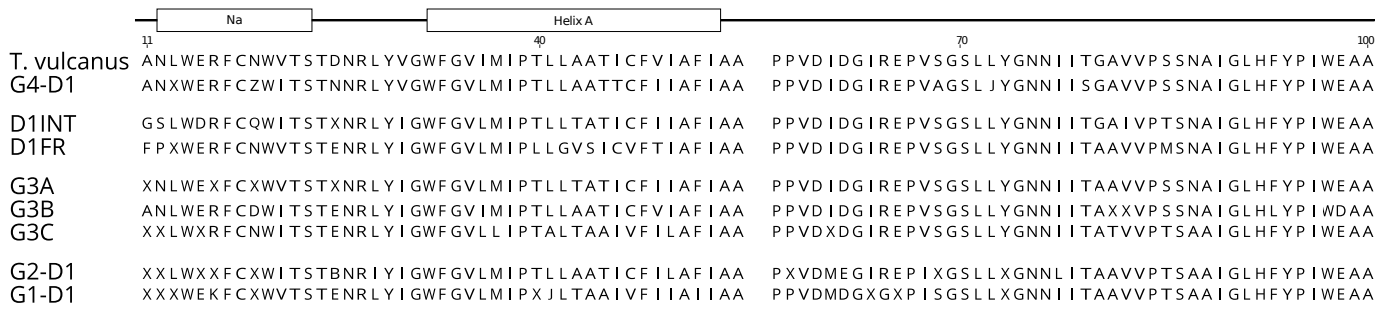 Na Helix A
11 40 70 100
T. vulcanus ANLWERFCNWVTSTDNRLYVGWFGVIMIPTLLAATICFVIAFIAA PPVDIDGIREPVSGSLLYGNNIITGAVVPSSNAIGLHFYPIWEAA
G4-D1 ANXWERFCZWITSTNNRLYVGWFGVLMIPTLLAATTCFIIAFIAA PPVDIDGIREPVAGSLJYGNNIISGAVVPSSNAIGLHFYPIWEAA
D1INT GSLWDRFCQWITSTXNRLYIGWFGVLMIPTLLTATICFIIAFIAA PPVDIDGIREPVSGSLLYGNNIITGAIVPTSNAIGLHFYPIWEAA
D1FR FPXWERFCNWVTSTENRLYIGWFGVLMIPLLGVSICVFTIAFIAA PPVDIDGIREPVSGSLLYGNNIITAAVVPMSNAIGLHFYPIWEAA
G3A XNLWEXFCXWVTSTXNRLYIGWFGVLMIPTLLTATICFIIAFIAA PPVDIDGIREPVSGSLLYGNNIITAAVVPSSNAIGLHFYPIWEAA
G3B ANLWERFCDWITSTENRLYIGWFGVIMIPTLLAATICFVIAFIAA PPVDIDGIREPVSGSLLYGNNIITAXXVPSSNAIGLHLYPIWDAA
G3C XXLWXRFCNWITSTENRLYIGWFGVLLIPTALTAAIVFILAFIAA PPVDXDGIREPVSGSLLYGNNIITATVVPTSAAIGLHFYPIWEAA
G2-D1 XXLWXXFCXWITSTBNRIYIGWFGVLMIPTLLAATICFILAFIAA PXVDMEGIREPIXGSLLXGNNLITAAVVPTSAAIGLHFYPIWEAA
G1-D1 XXXWEKFCXWVTSTENRLYIGWFGVLMIPXJLTAAIVFIIAIIAA PPVDMDGXGXPISGSLLXGNNIITAAVVPTSAAIGLHFYPIWEAA